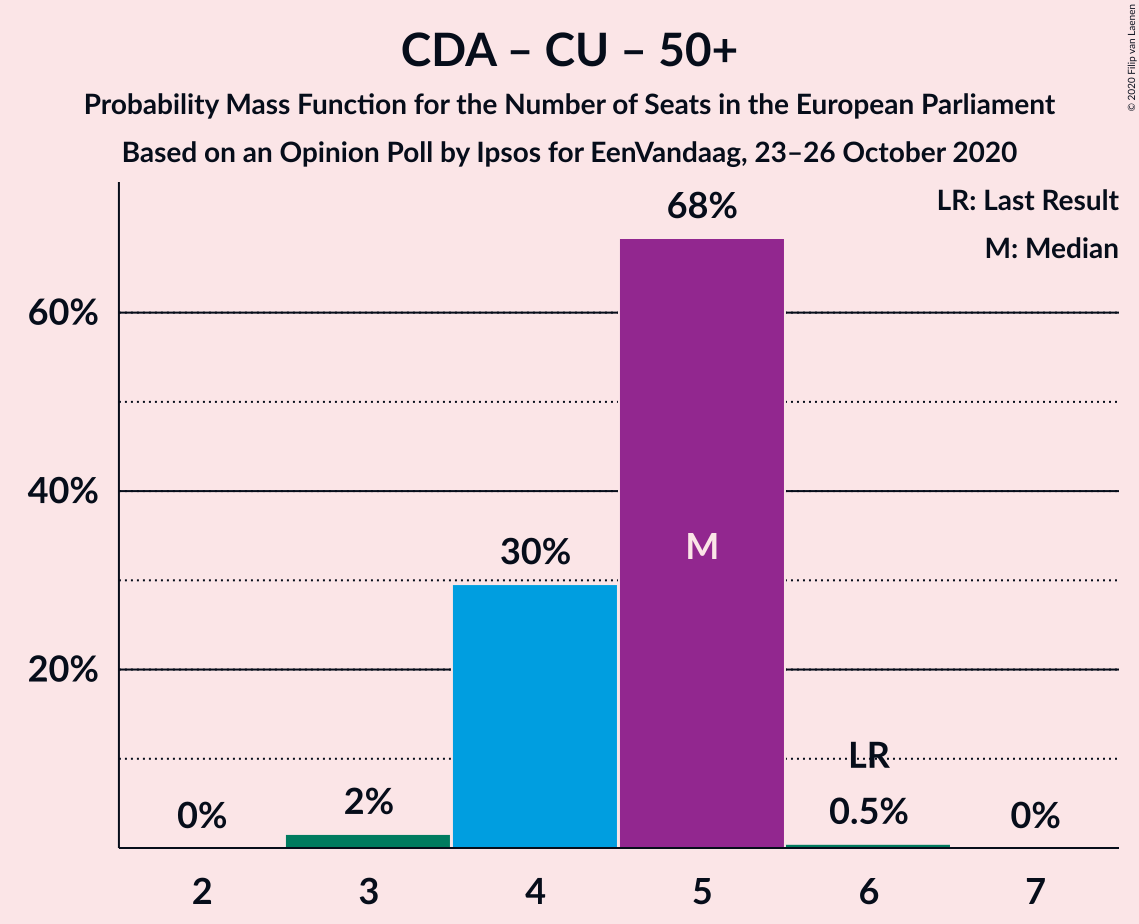 CDA – CU – 50+
Probability Mass Function for the Number of Seats in the European Parliament
Based on an Opinion Poll by Ipsos for EenVandaag, 23–26 October 2020
© 2020 Filip van Laenen
LR: Last Result
M: Median
68%
60%
M
40%
30%
20%
LR
0% 2% 0.5% 0%
2 3 4 5 6 7